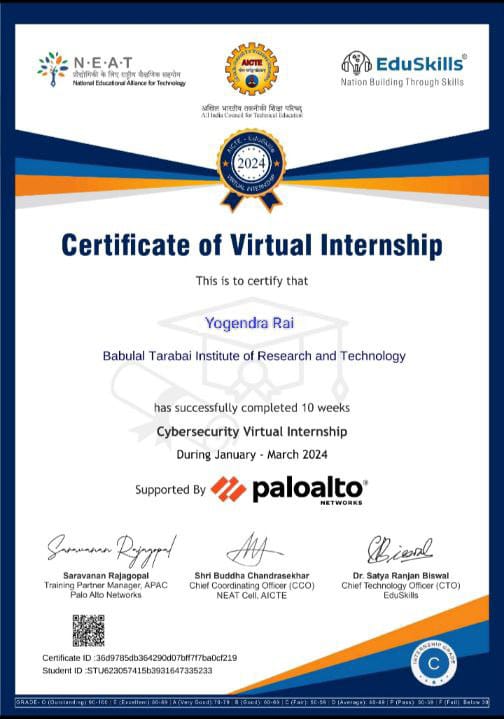 N·E·A·T
प्रौद्योगिकी के लिए राष्ट्रीय शैक्षणिक सहयोग
National Educational Alliance for Technology
AICTE
अखिल भारतीय तकनीकी शिक्षा परिषद्
All India Council for Technical Education
EduSkills®
Nation Building Through Skills
AICTE - EduSkills
2024
VIRTUAL INTERNSHIP
Certificate of Virtual Internship
This is to certify that
Yogendra Rai
Babulal Tarabai Institute of Research and Technology
has successfully completed 10 weeks
Cybersecurity Virtual Internship
During January - March 2024
Supported By paloalto®
NETWORKS
Saravanan Rajagopal
Saravanan Rajagopal
Training Partner Manager, APAC
Palo Alto Networks
Shri Buddha Chandrasekhar
Chief Coordinating Officer (CCO)
NEAT Cell, AICTE
Dr. Satya Ranjan Biswal
Chief Technology Officer (CTO)
EduSkills
Certificate ID :36d9785db364290d07bff7f7ba0cf219
Student ID :STU623057415b3931647335233
INTERNSHIP GRADE
C
GRADE- O (Outstanding) 90-100 | E (Excellent) 80-89 | A (Very Good) 70-79 | B (Good) 60-69 | C (Fair) 50-59 | D (Average) 40-49 | P (Pass) 30-39 | F (Fail) Below 30